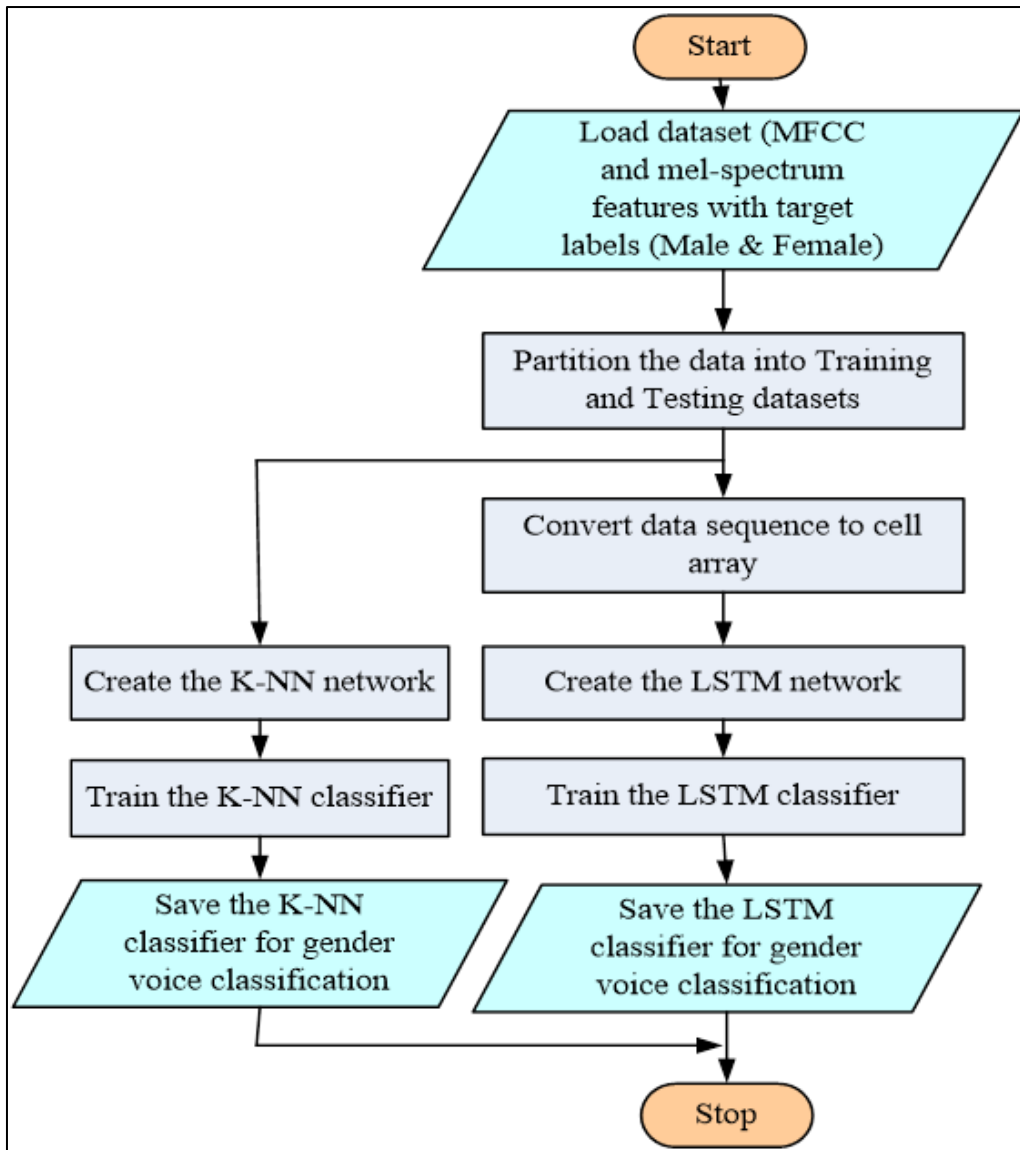 Start
Load dataset (MFCC
and mel-spectrum
features with target
labels (Male & Female)
Partition the data into Training
and Testing datasets
Convert data sequence to cell
array
Create the K-NN network
Create the LSTM network
Train the K-NN classifier
Train the LSTM classifier
Save the K-NN
classifier for gender
voice classification
Save the LSTM
classifier for gender
voice classification
Stop